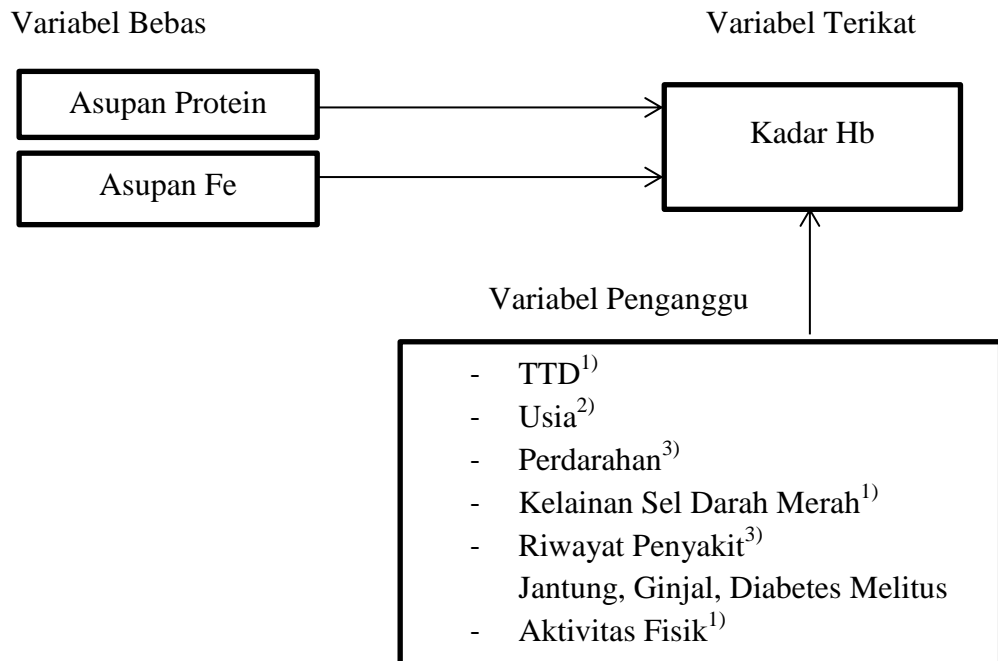 Variabel Bebas
Variabel Terikat
Asupan Protein
Kadar Hb
Asupan Fe
Variabel Penganggu
- TTD1)
- Usia2)
- Perdarahan3)
- Kelainan Sel Darah Merah1)
- Riwayat Penyakit3)
Jantung, Ginjal, Diabetes Melitus
- Aktivitas Fisik1)